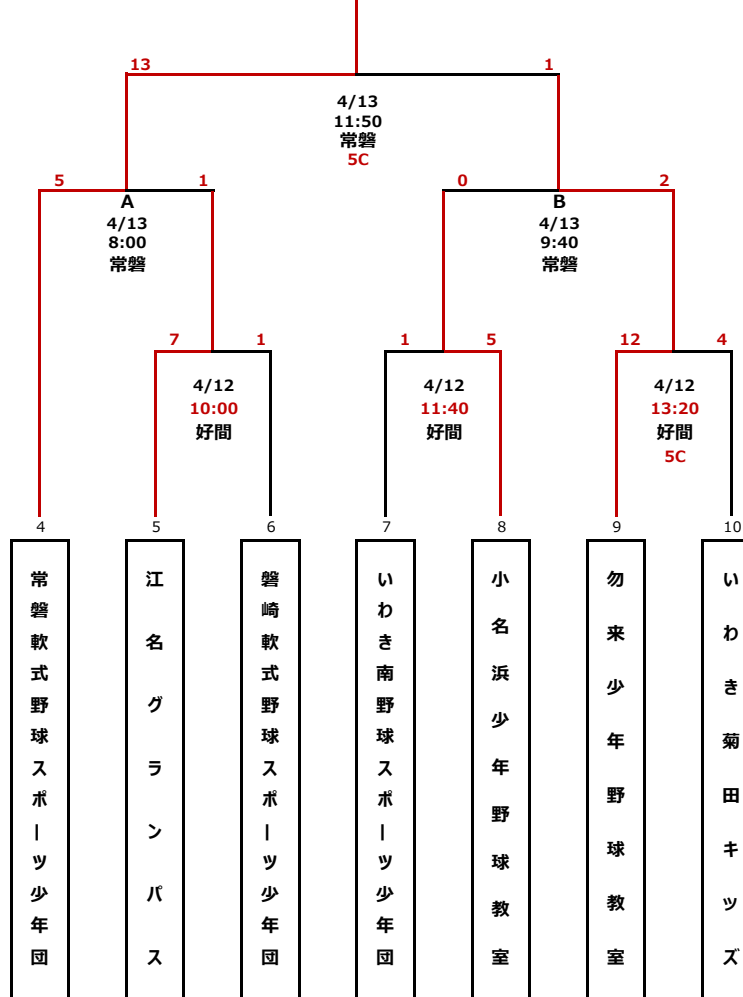 13 1
4/13
11:50
常磐
5C
5 1
A
4/13
8:00
常磐
0 2
B
4/13
9:40
常磐
7 1
4/12
10:00
好間
1 5
4/12
11:40
好間
12 4
4/12
13:20
好間
5C
4 5 6 7 8 9 10
常磐軟式野球スポーツ少年団
江名グランパス
磐崎軟式野球スポーツ少年団
いわき南野球スポーツ少年団
小名浜少年野球教室
勿来少年野球教室
いわき菊田キッズ